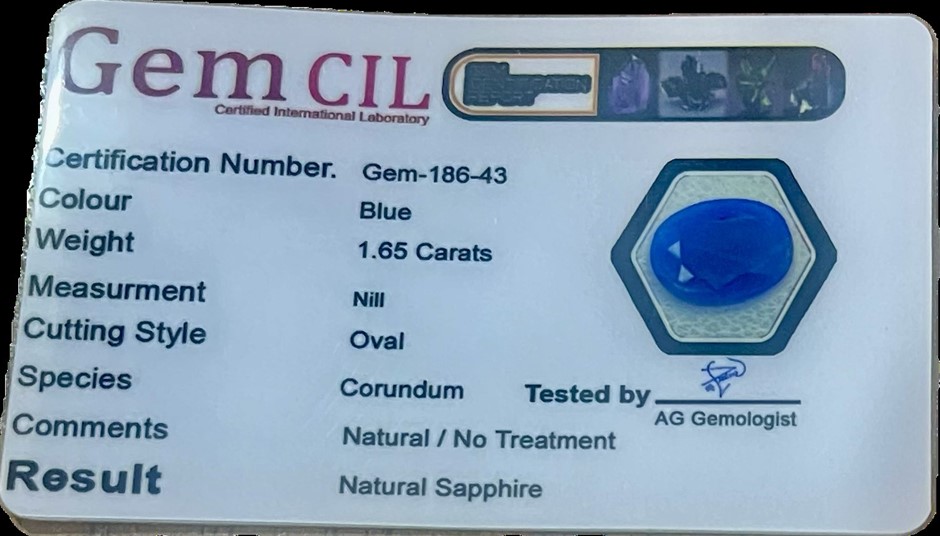 Gem CIL
Certified International Laboratory
Certification Number. Gem-186-43
Colour Blue
Weight 1.65 Carats
Measurment Nill
Cutting Style Oval
Species Corundum
Tested by
AG Gemologist
Comments Natural / No Treatment
Result Natural Sapphire